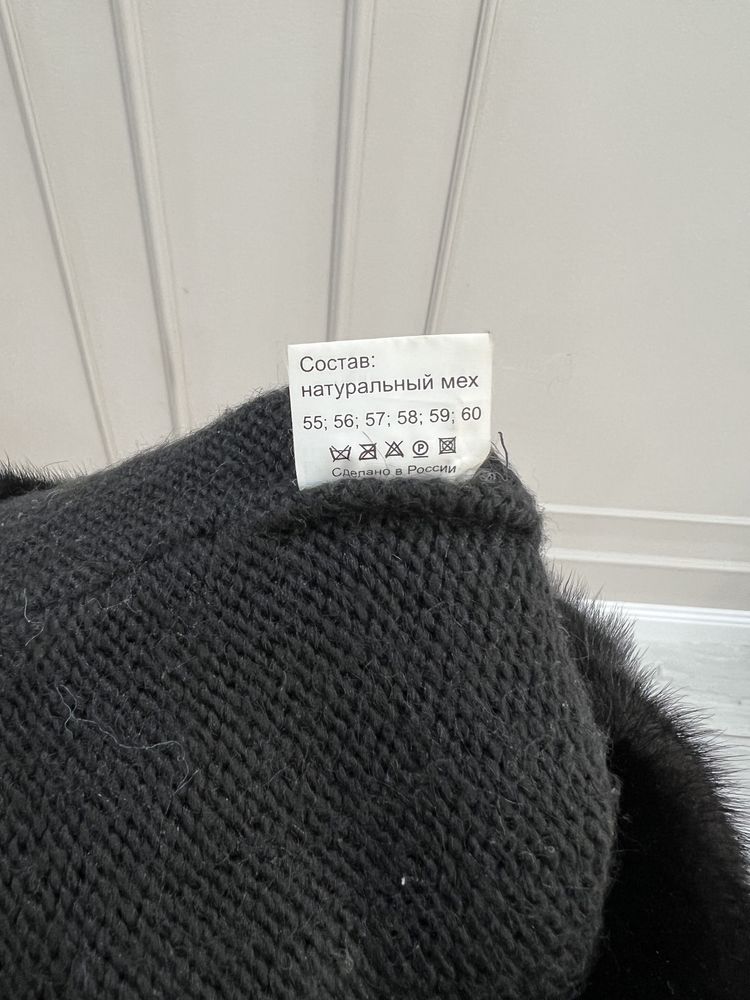 Состав:
натуральный мех
55; 56; 57; 58; 59; 60
Сделано в России